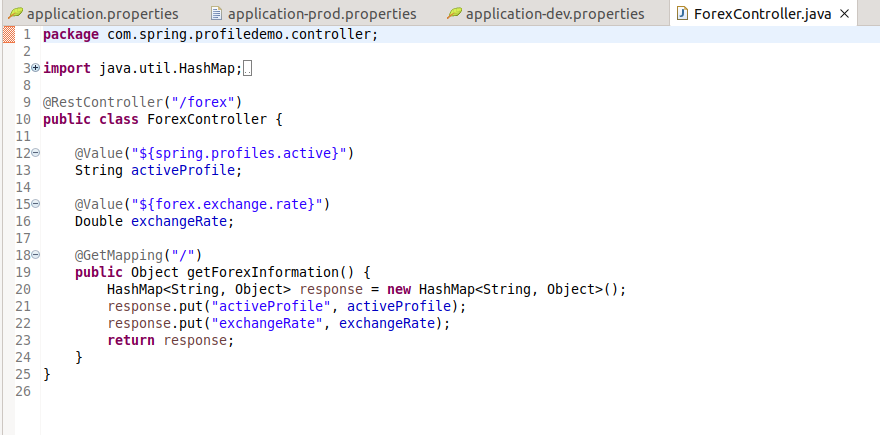 application.properties application-prod.properties application-dev.properties ForexController.java
1 package com.spring.profiledemo.controller;
2
3 import java.util.HashMap;
8
9 @RestController("/forex")
10 public class ForexController {
11
12 @Value("${spring.profiles.active}")
13 String activeProfile;
14
15 @Value("${forex.exchange.rate}")
16 Double exchangeRate;
17
18 @GetMapping("/")
19 public Object getForexInformation() {
20 HashMap<String, Object> response = new HashMap<String, Object>();
21 response.put("activeProfile", activeProfile);
22 response.put("exchangeRate", exchangeRate);
23 return response;
24 }
25 }
26